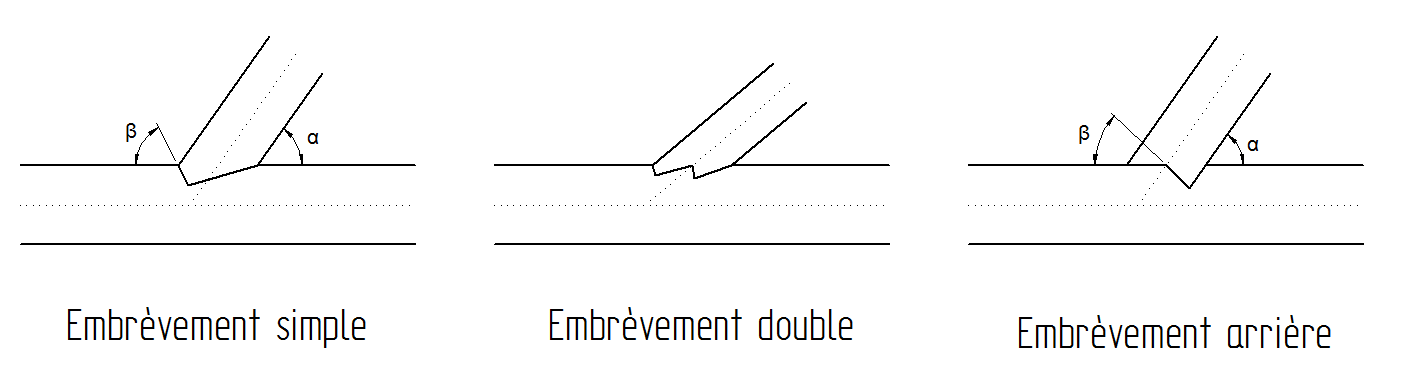 β α
β α
Embrèvement simple
Embrèvement double
Embrèvement arrière